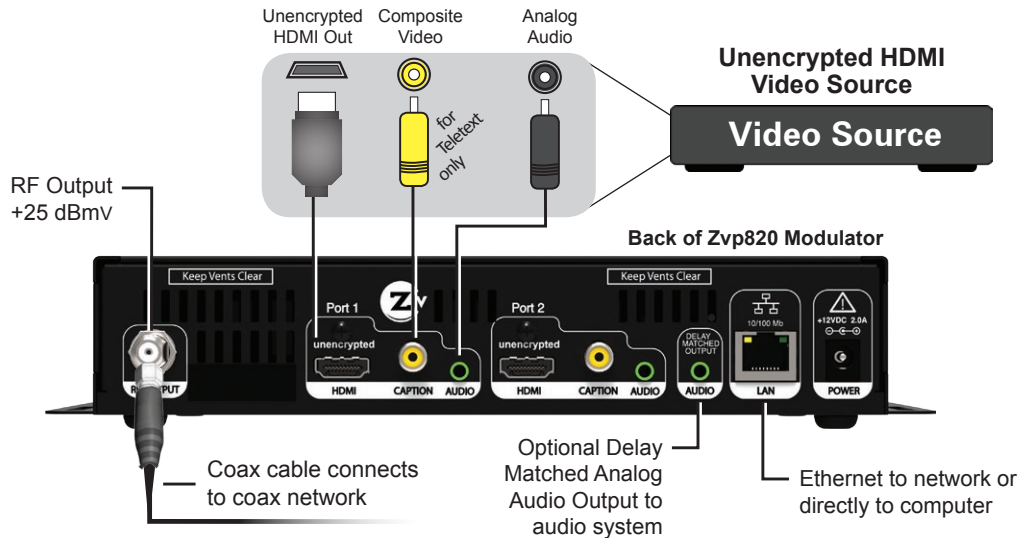 Unencrypted
HDMI Out
Composite
Video
Analog
Audio
for
Teletext
only
Unencrypted HDMI
Video Source
Video Source
RF Output
+25 dBmV
Back of Zvp820 Modulator
Keep Vents Clear
Keep Vents Clear
Port 1
Zv
Port 2
unencrypted
unencrypted
DELAY
MATCHED
OUTPUT
10/100 Mb
+12VDC 2.0A
HDMI
CAPTION
AUDIO
HDMI
CAPTION
AUDIO
AUDIO
LAN
POWER
Coax cable connects
to coax network
Optional Delay
Matched Analog
Audio Output to
audio system
Ethernet to network or
directly to computer